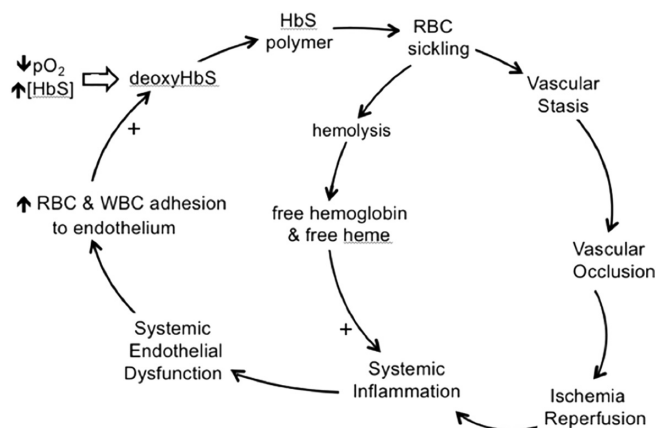 ↓pO₂
↑[HbS]
deoxyHbS
HbS
polymer
RBC
sickling
Vascular
Stasis
hemolysis
free hemoglobin
& free heme
+
Vascular
Occlusion
Ischemia
Reperfusion
Systemic
Inflammation
+
Systemic
Endothelial
Dysfunction
↑ RBC & WBC adhesion
to endothelium